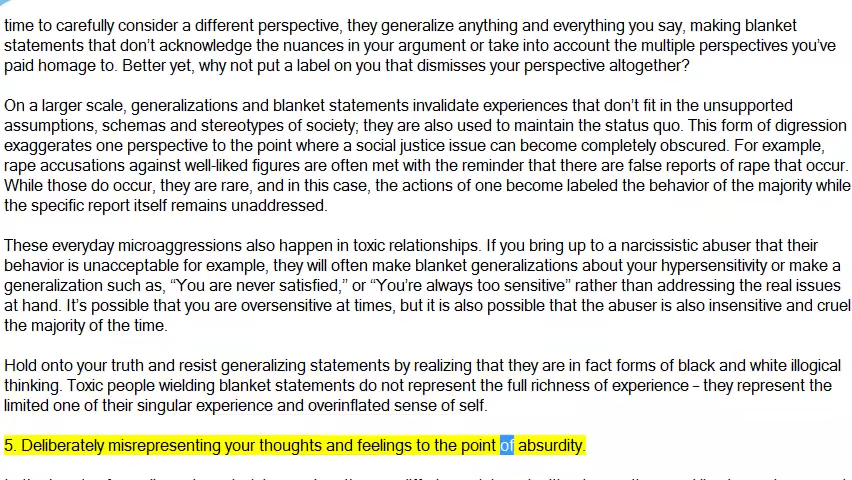 time to carefully consider a different perspective, they generalize anything and everything you say, making blanket
statements that don’t acknowledge the nuances in your argument or take into account the multiple perspectives you’ve
paid homage to. Better yet, why not put a label on you that dismisses your perspective altogether?
On a larger scale, generalizations and blanket statements invalidate experiences that don’t fit in the unsupported
assumptions, schemas and stereotypes of society; they are also used to maintain the status quo. This form of digression
exaggerates one perspective to the point where a social justice issue can become completely obscured. For example,
rape accusations against well-liked figures are often met with the reminder that there are false reports of rape that occur.
While those do occur, they are rare, and in this case, the actions of one become labeled the behavior of the majority while
the specific report itself remains unaddressed.
These everyday microaggressions also happen in toxic relationships. If you bring up to a narcissistic abuser that their
behavior is unacceptable for example, they will often make blanket generalizations about your hypersensitivity or make a
generalization such as, “You are never satisfied,” or “You’re always too sensitive” rather than addressing the real issues
at hand. It’s possible that you are oversensitive at times, but it is also possible that the abuser is also insensitive and cruel
the majority of the time.
Hold onto your truth and resist generalizing statements by realizing that they are in fact forms of black and white illogical
thinking. Toxic people wielding blanket statements do not represent the full richness of experience – they represent the
limited one of their singular experience and overinflated sense of self.
5. Deliberately misrepresenting your thoughts and feelings to the point of absurdity.